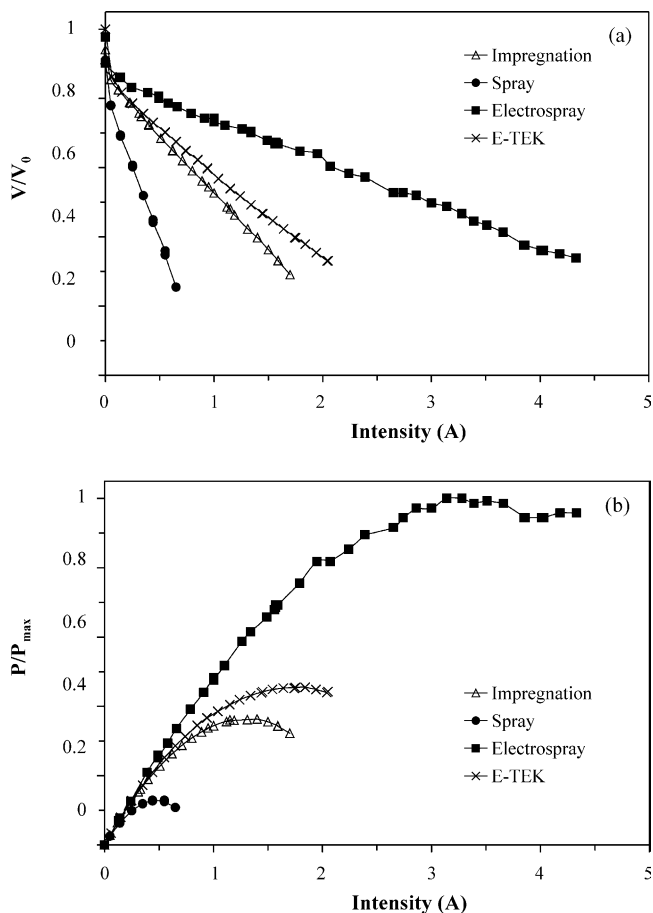 (a)
1
0.8
0.6
0.4
0.2
0
V/V0
Impregnation
Spray
Electrospray
E-TEK
0 1 2 3 4 5
Intensity (A)
(b)
1
0.8
0.6
0.4
0.2
0
P/Pmax
Impregnation
Spray
Electrospray
E-TEK
0 1 2 3 4 5
Intensity (A)